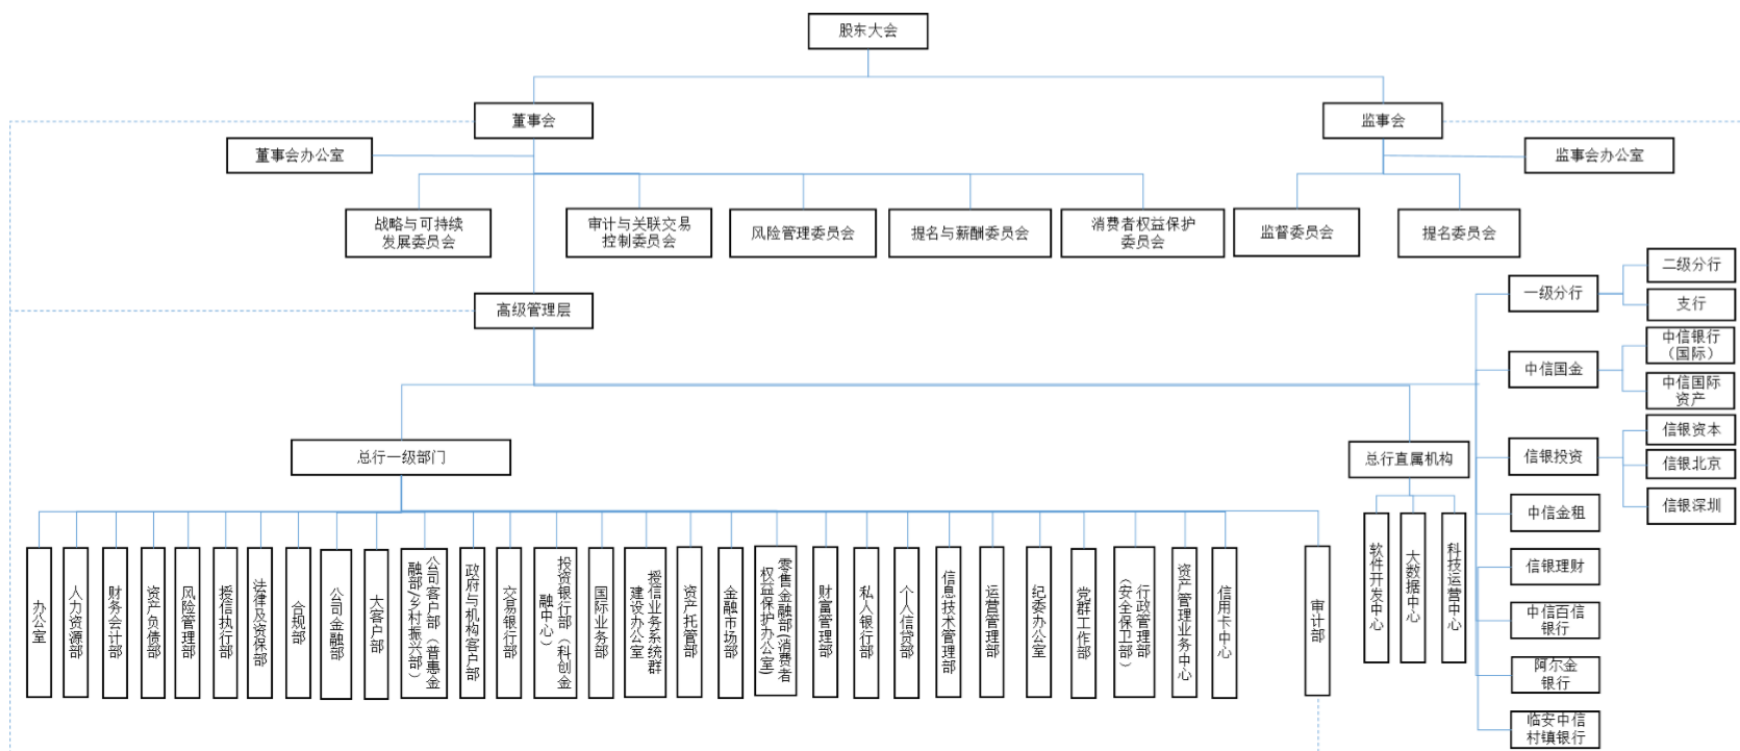 股东大会
董事会
监事会
董事会办公室
监事会办公室
战略与可持续
发展委员会
审计与关联交易
控制委员会
风险管理委员会
提名与薪酬委员会
消费者权益保护
委员会
监督委员会
提名委员会
高级管理层
一级分行
二级分行
支行
中信国金
中信银行
（国际）
中信国际
资产
信银投资
信银资本
信银北京
信银深圳
中信金租
信银理财
中信百信
银行
阿尔金
银行
临安中信
村镇银行
总行一级部门
总行直属机构
办公室
人力资源部
财务会计部
资产负债部
风险管理部
授信执行部
法律及资保部
合规部
公司金融部
大客户部
公司客户部（普惠金
融部/乡村振兴部）
政府与机构客户部
交易银行部
投资银行部（科创金
融中心）
国际业务部
授信业务系统群
建设办公室
资产托管部
金融市场部
零售金融部(消费者
权益保护办公室)
财富管理部
私人银行部
个人信贷部
信息技术管理部
运营管理部
纪委办公室
党群工作部
行政管理部
（安全保卫部）
资产管理业务中心
信用卡中心
审计部
软件开发中心
大数据中心
科技运营中心